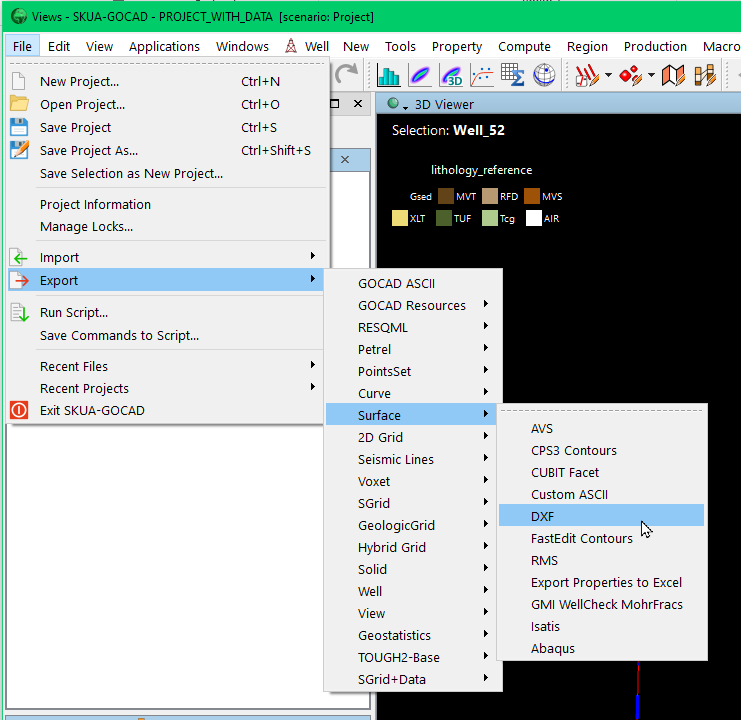 Views - SKUA-GOCAD - PROJECT_WITH_DATA [scenario: Project]
File Edit View Applications Windows Well New Tools Property Compute Region Production Macro
New Project... Ctrl+N
Open Project... Ctrl+O
Save Project Ctrl+S
Save Project As... Ctrl+Shift+S
Save Selection as New Project...
Project Information
Manage Locks...
Import
Export
Run Script...
Save Commands to Script...
Recent Files
Recent Projects
Exit SKUA-GOCAD
GOCAD ASCII
GOCAD Resources
RESQML
Petrel
PointsSet
Curve
Surface
2D Grid
Seismic Lines
Voxet
SGrid
GeologicGrid
Hybrid Grid
Solid
Well
View
Geostatistics
TOUGH2-Base
SGrid+Data
AVS
CPS3 Contours
CUBIT Facet
Custom ASCII
DXF
FastEdit Contours
RMS
Export Properties to Excel
GMI WellCheck MohrFracs
Isatis
Abaqus
3D
3D Viewer
Selection: Well_52
lithology_reference
Gsed MVT RFD MVS
XLT TUF Tcg AIR